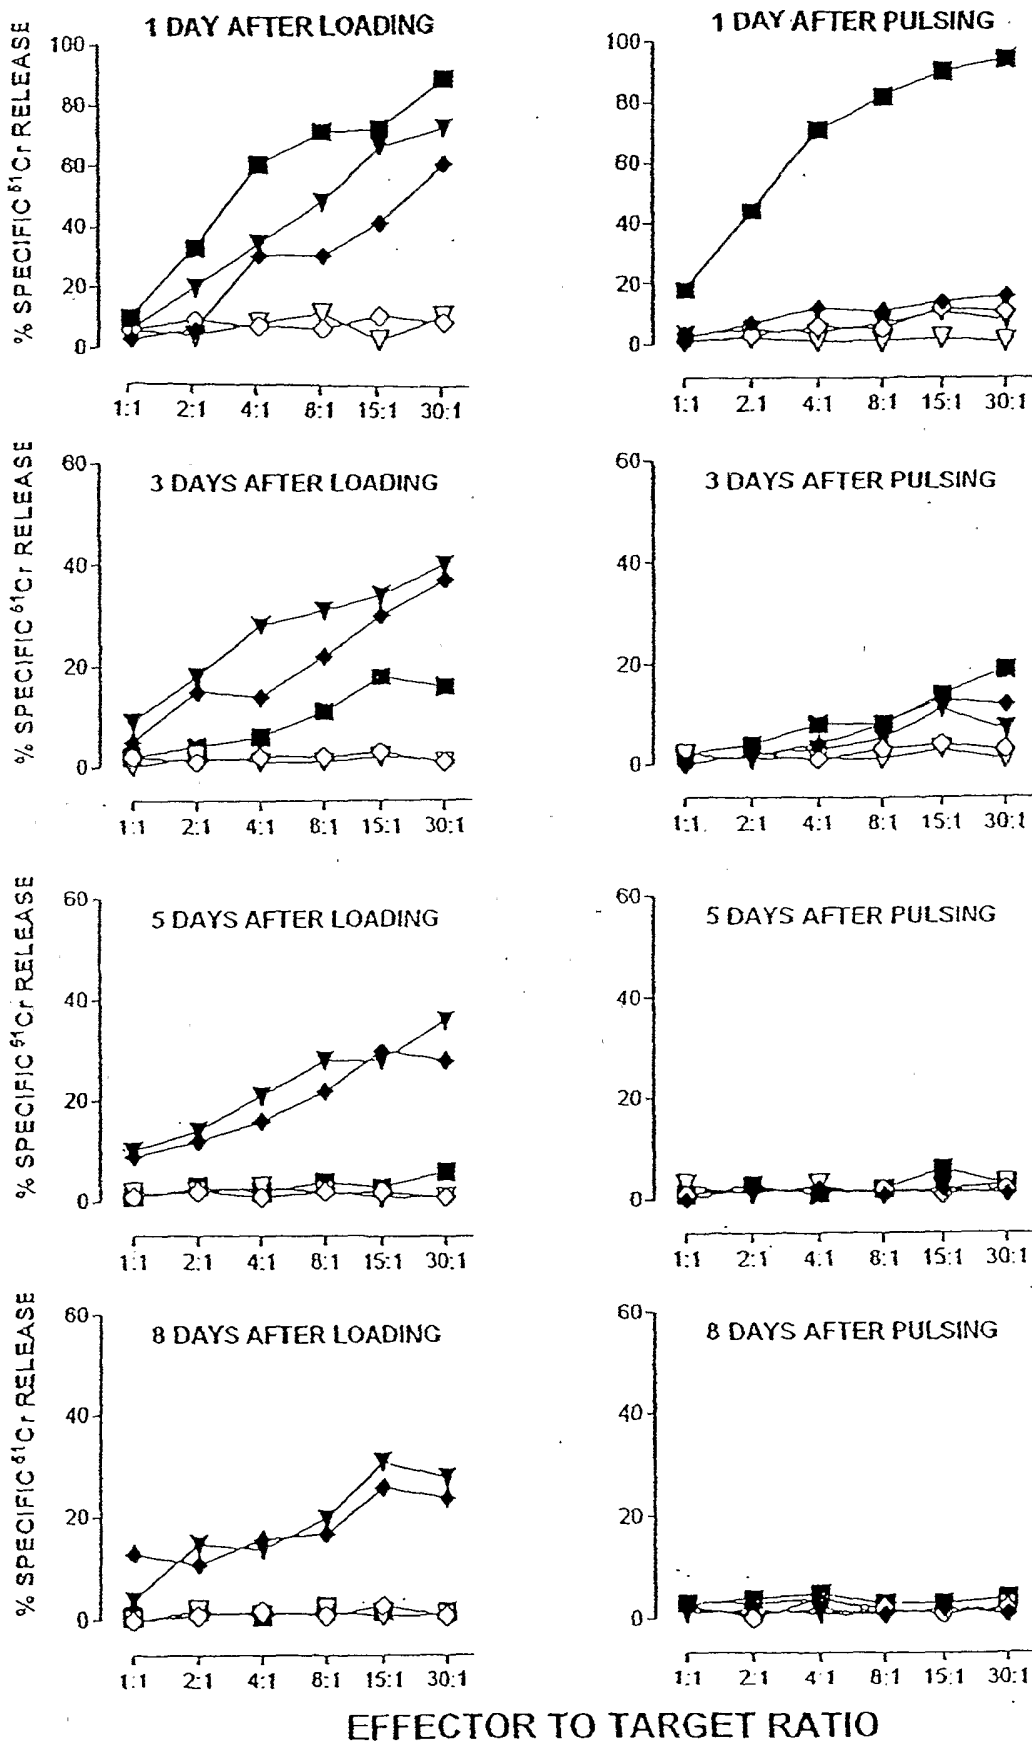 1 DAY AFTER LOADING
% SPECIFIC ⁵¹Cr RELEASE
100
80
60
40
20
0
1:1 2:1 4:1 8:1 15:1 30:1
1 DAY AFTER PULSING
100
80
60
40
20
0
1:1 2:1 4:1 8:1 15:1 30:1
3 DAYS AFTER LOADING
% SPECIFIC ⁵¹Cr RELEASE
60
40
20
0
1:1 2:1 4:1 8:1 15:1 30:1
3 DAYS AFTER PULSING
60
40
20
0
1:1 2:1 4:1 8:1 15:1 30:1
5 DAYS AFTER LOADING
% SPECIFIC ⁵¹Cr RELEASE
60
40
20
0
1:1 2:1 4:1 8:1 15:1 30:1
5 DAYS AFTER PULSING
60
40
20
0
1:1 2:1 4:1 8:1 15:1 30:1
8 DAYS AFTER LOADING
% SPECIFIC ⁵¹Cr RELEASE
60
40
20
0
1:1 2:1 4:1 8:1 15:1 30:1
8 DAYS AFTER PULSING
60
40
20
0
1:1 2:1 4:1 8:1 15:1 30:1
EFFECTOR TO TARGET RATIO